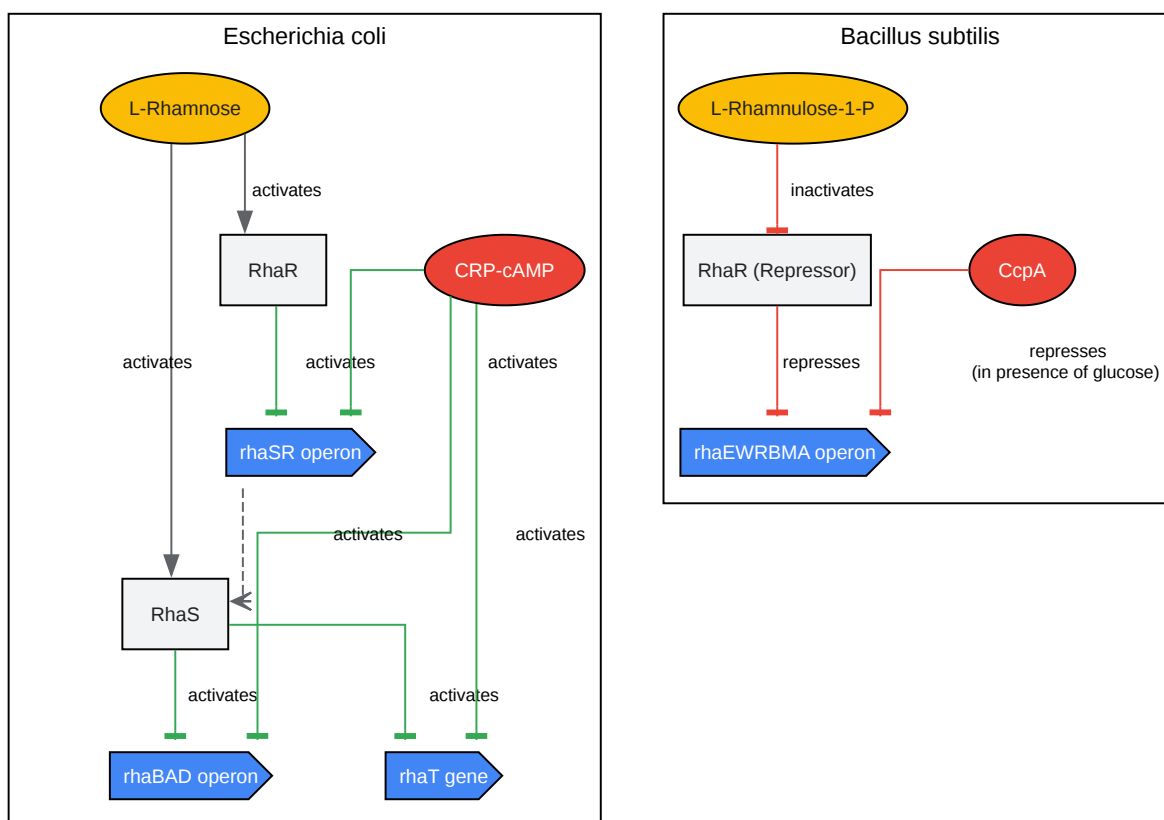 Escherichia coli
L-Rhamnose
activates
RhaR
CRP-cAMP
activates
activates
activates
rhaSR operon
activates
activates
RhaS
activates
activates
rhaBAD operon
rhaT gene
Bacillus subtilis
L-Rhamnulose-1-P
inactivates
RhaR (Repressor)
CcpA
represses
represses
(in presence of glucose)
rhaEWRBMA operon